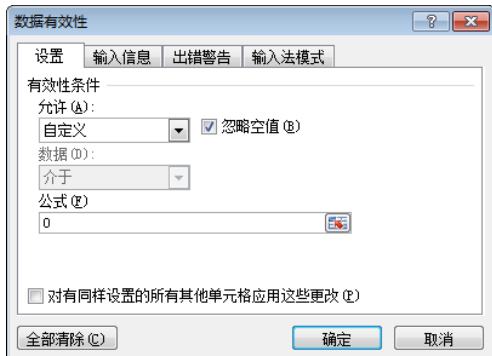 数据有效性
设置 输入信息 出错警告 输入法模式
有效性条件
允许(A):
自定义 忽略空值(B)
数据(D):
介于
公式(F)
0
对有同样设置的所有其他单元格应用这些更改(P)
全部清除(C) 确定 取消